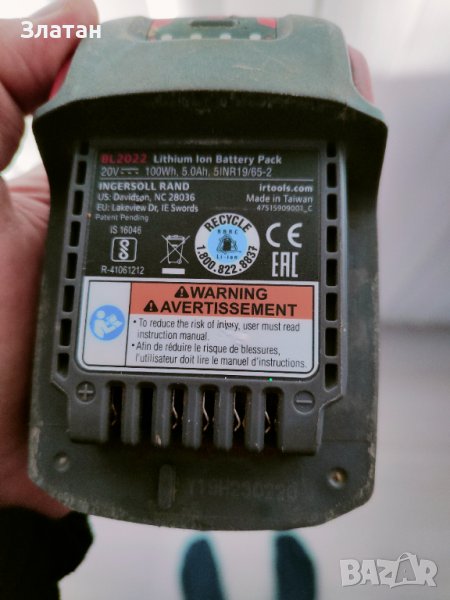 Златан
BL2022 Lithium Ion Battery Pack
20V 100Wh, 5.0Ah, 5INR19/65-2
INGERSOLL RAND
US: Davidson, NC 28036
EU: Lakeview Dr, IE Swords
Patent Pending
irtools.com
Made in Taiwan
47515909001_C
IS 16046
S
R-41061212
RECYCLE
RBRC
Li-ion
1.800.822.8837
CE
EAC
WARNING
AVERTISSEMENT
• To reduce the risk of injury, user must read
instruction manual.
• Afin de réduire le risque de blessures,
l'utilisateur doit lire le manuel d'instructions.
+
-
BAZAR